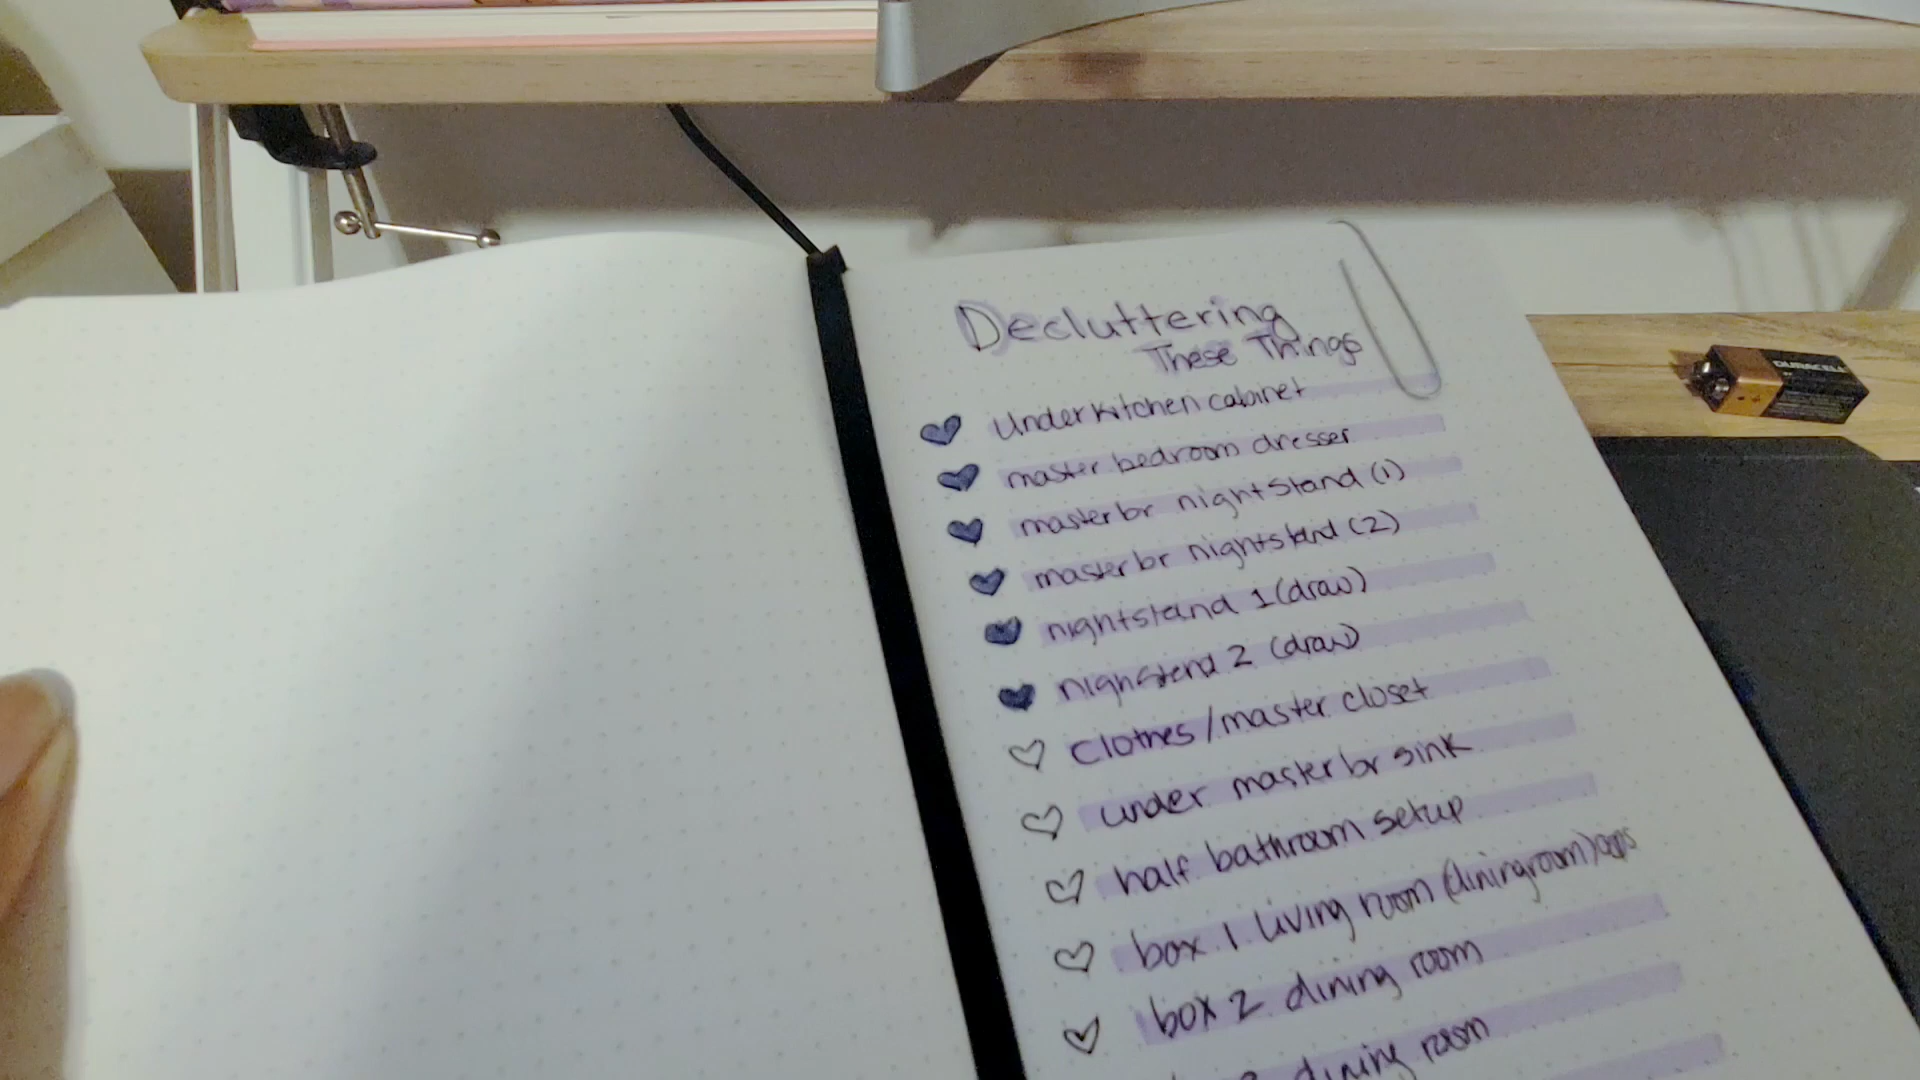 Decluttering
These Things
Under kitchen cabinet
master bedroom dresser
master br nightstand (1)
master br nightstand (2)
nightstand 1 (draw)
nighstend 2 (draw)
Clothes/master closet
under master br sink
half bathroom setup
box 1 living room (diningroom)
box 2 dining room
dining room
DURACELL